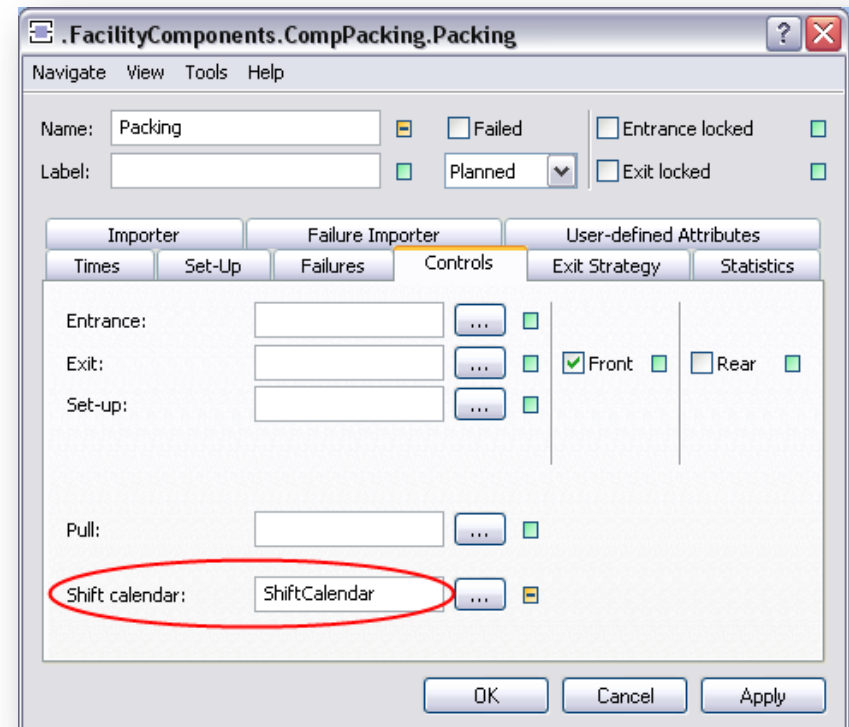 .FacilityComponents.CompPacking.Packing ?
Navigate View Tools Help
Name: Packing Failed Entrance locked
Label: Planned Exit locked
Importer Failure Importer User-defined Attributes
Times Set-Up Failures Controls Exit Strategy Statistics
Entrance: ...
Exit: ... Front Rear
Set-up: ...
Pull: ...
Shift calendar: ShiftCalendar ...
OK Cancel Apply